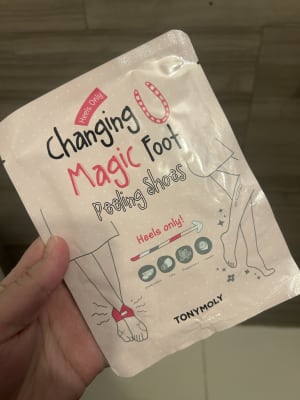 Heels Only
Changing
Magic Foot
Peeling Shoes
Heels only!
TONYMOLY